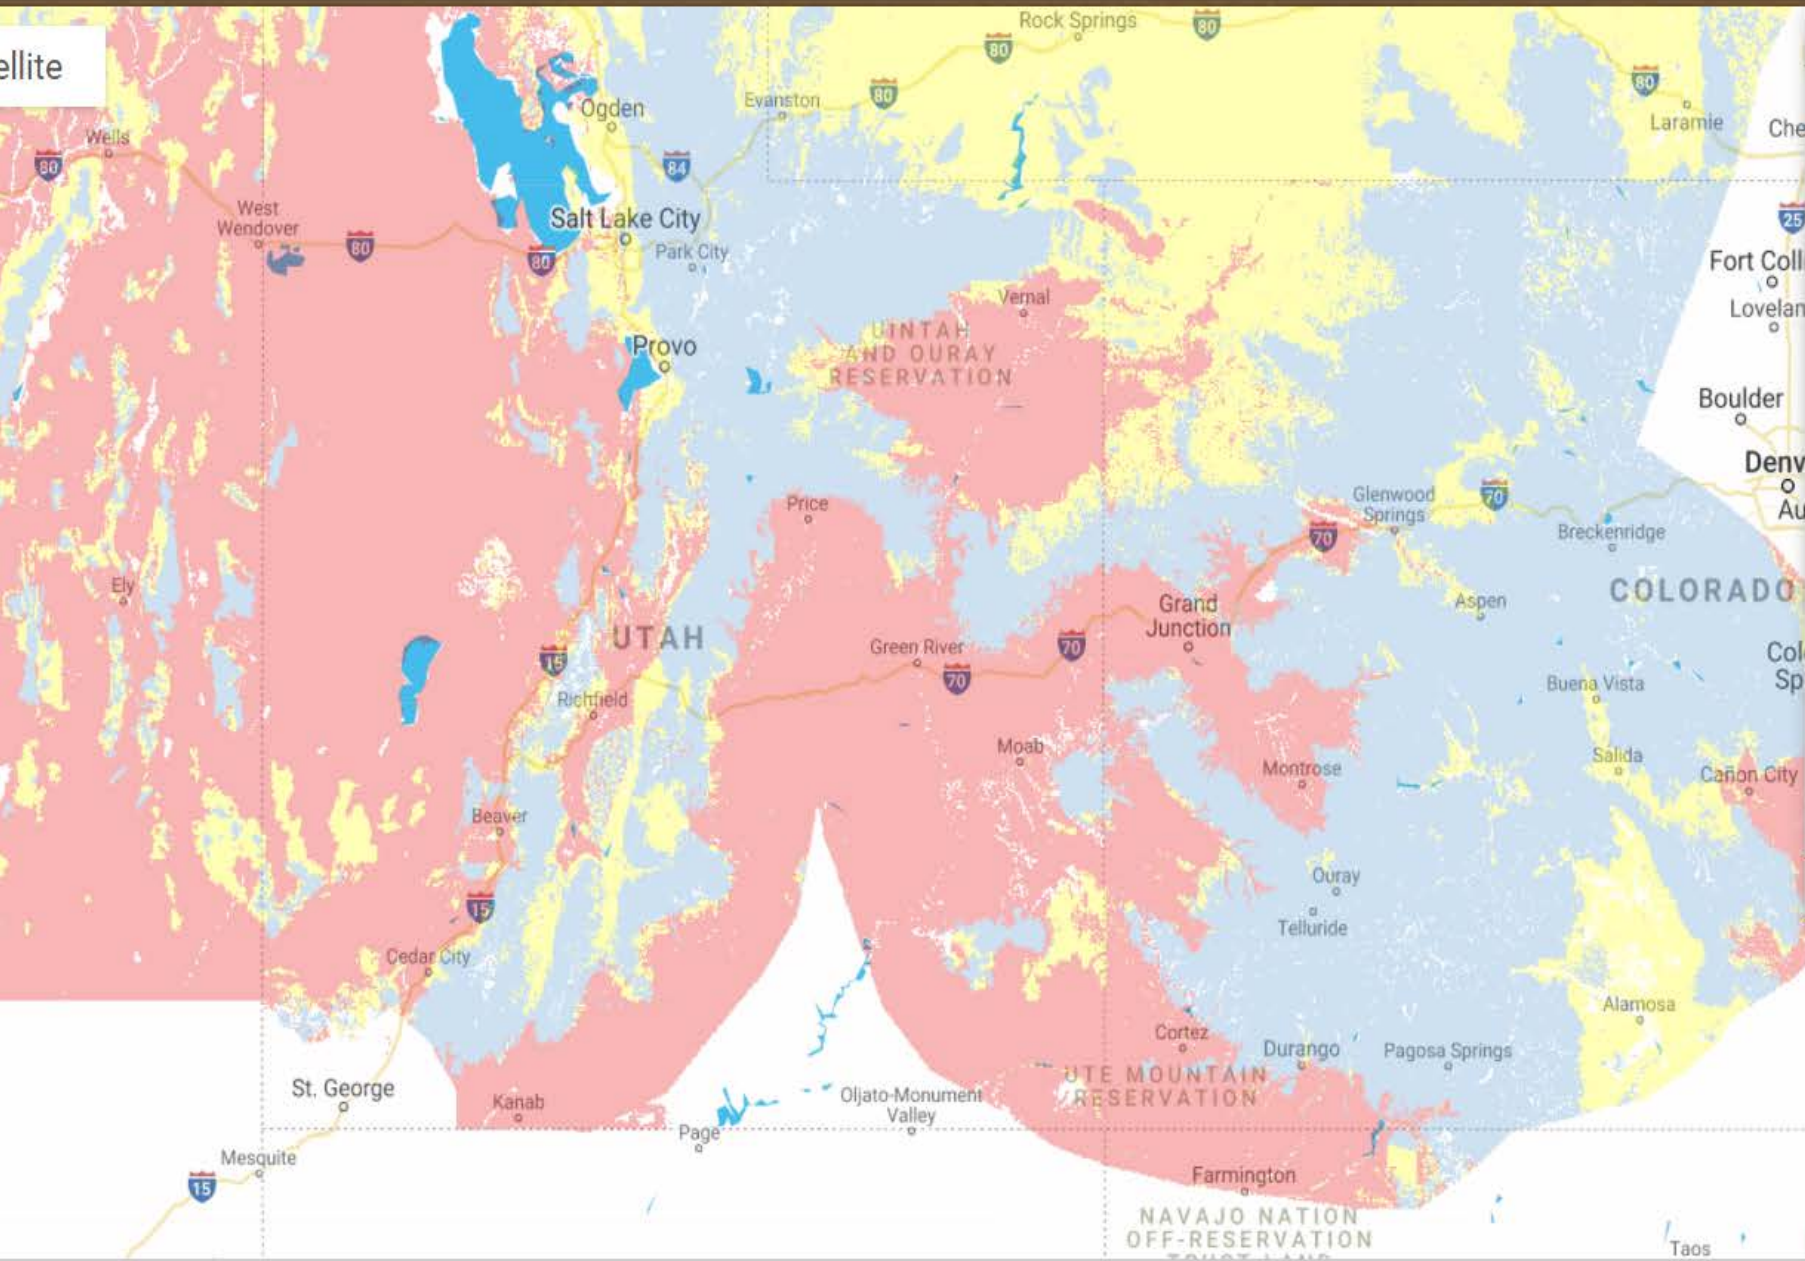 ellite
Rock Springs
80
80
80
80
Evanston
Ogden
Laramie
Che
Wells
80
84
West
Wendover
80
80
Salt Lake City
Park City
25
Fort Colli
Lovelan
Vernal
UINTAH
AND OURAY
RESERVATION
Provo
Boulder
Denv
Au
Price
Glenwood
Springs
70
70
Breckenridge
Ely
Aspen
COLORADO
Grand
Junction
UTAH
Green River
70
70
15
Richfield
Col
Sp
Buena Vista
Moab
Montrose
Salida
Cañon City
Beaver
15
Ouray
Telluride
Cedar City
Alamosa
Cortez
Durango
Pagosa Springs
UTE MOUNTAIN
RESERVATION
St. George
Kanab
Oljato-Monument
Valley
Page
Mesquite
15
Farmington
NAVAJO NATION
OFF-RESERVATION
TRUST LAND
Taos